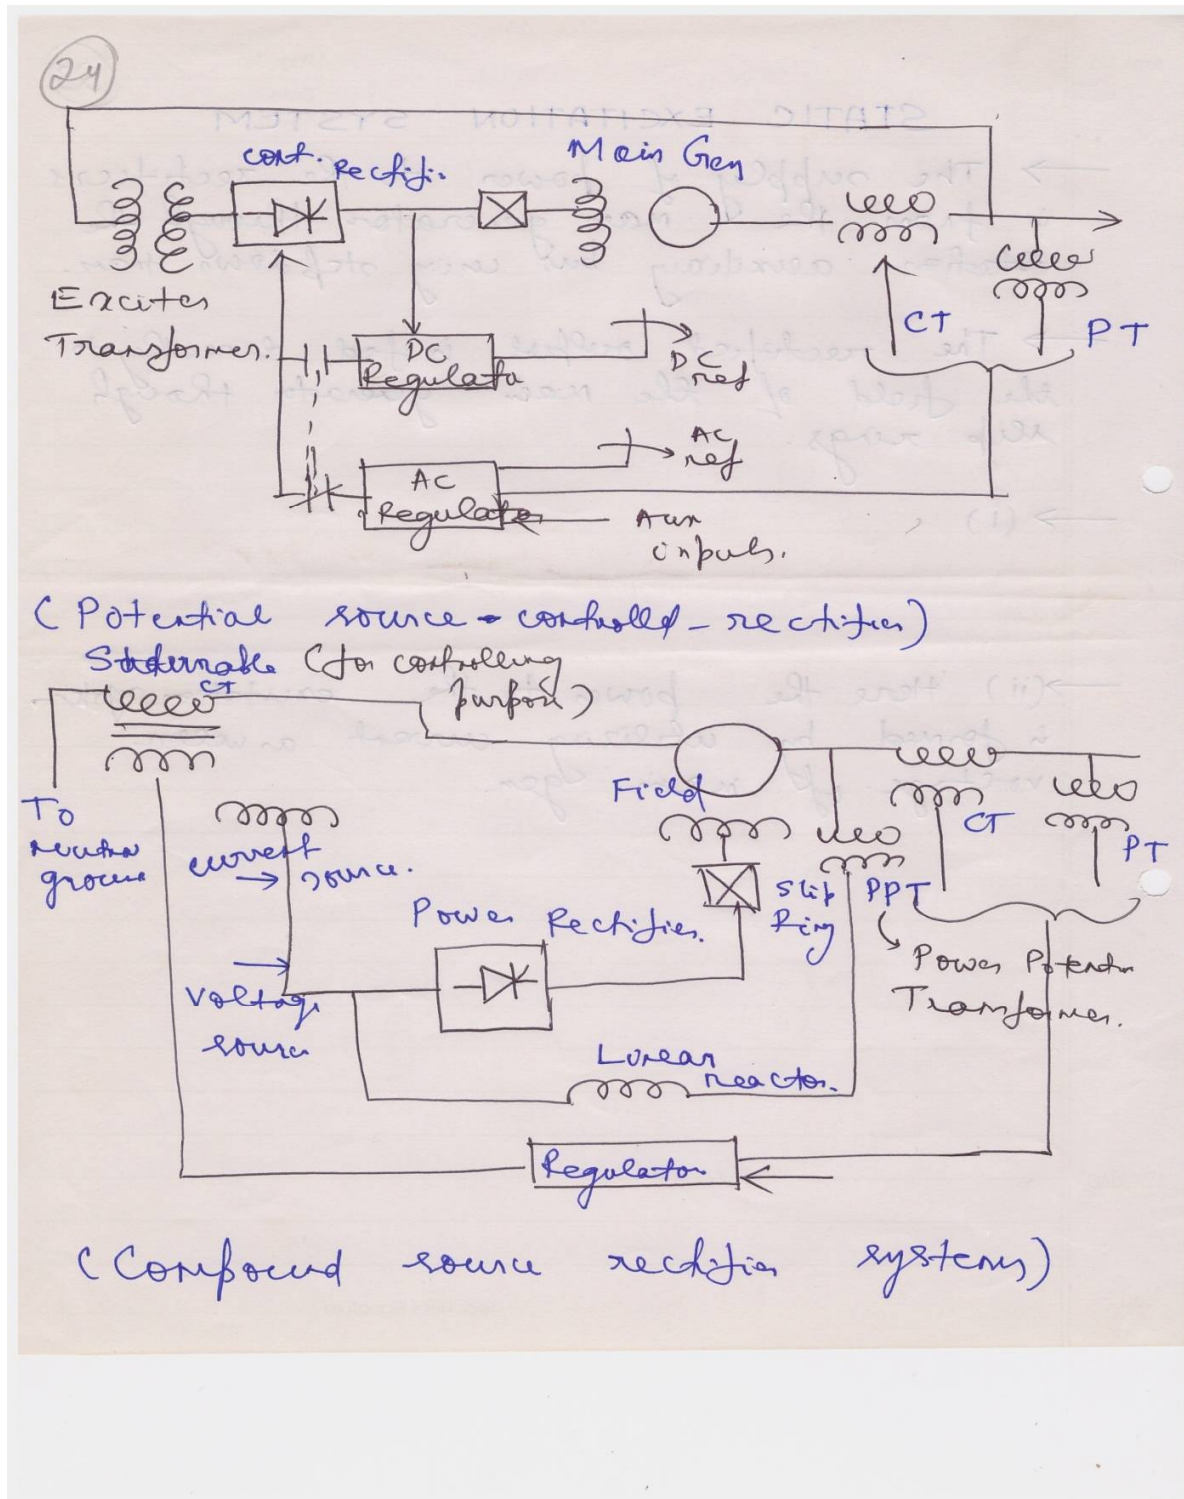 24
cont. Rectifi.
Main Gen
Exciter
Transformer.
CT
PT
DC
Regulato
DC
ref
AC
Regulator
AC
ref
Aux
inputs.
(Potential source - controlled - rectifier)
(for controlling
purpose)
CT
To
neutral
ground
current
source.
Voltage
source
Power Rectifier.
Field
Slip
Ring
PPT
CT
PT
Power Potential
Transformer.
Linear
reactor.
Regulator
(Compound source rectifier systems)